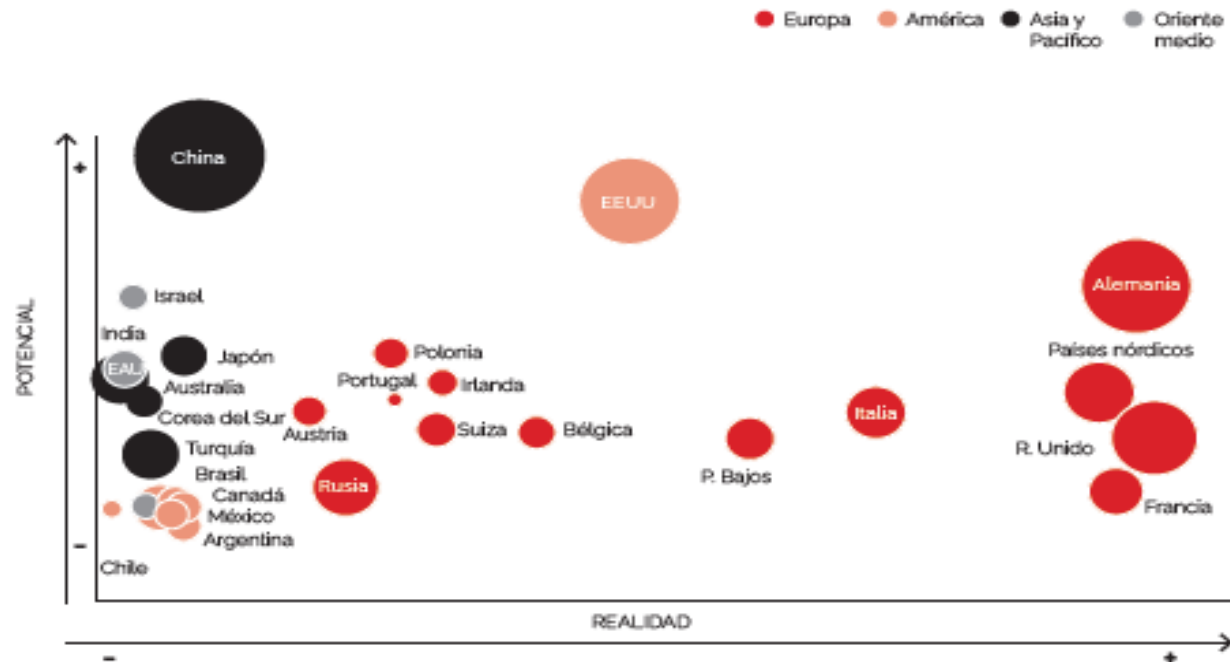 Europa
América
Asia y
Pacífico
Oriente
medio
China
+
EEUU
Alemania
Israel
POTENCIAL
India
Países nórdicos
Japón
Polonia
EAU
Portugal
Irlanda
Australia
Corea del Sur
Italia
Austria
Suiza
Bélgica
Turquía
R. Unido
Brasil
P. Bajos
Rusia
Canadá
Francia
México
Argentina
–
Chile
REALIDAD
–
+